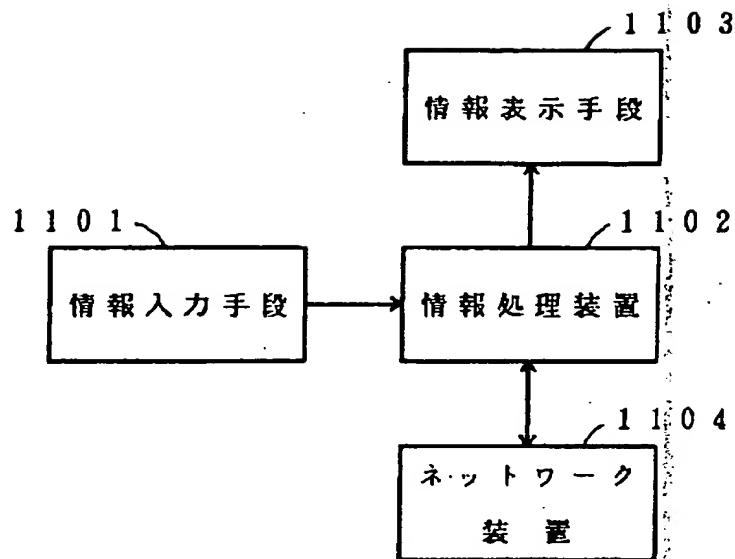 1103
情報表示手段
1101
1102
情報入力手段
情報処理装置
1104
ネットワーク
装置